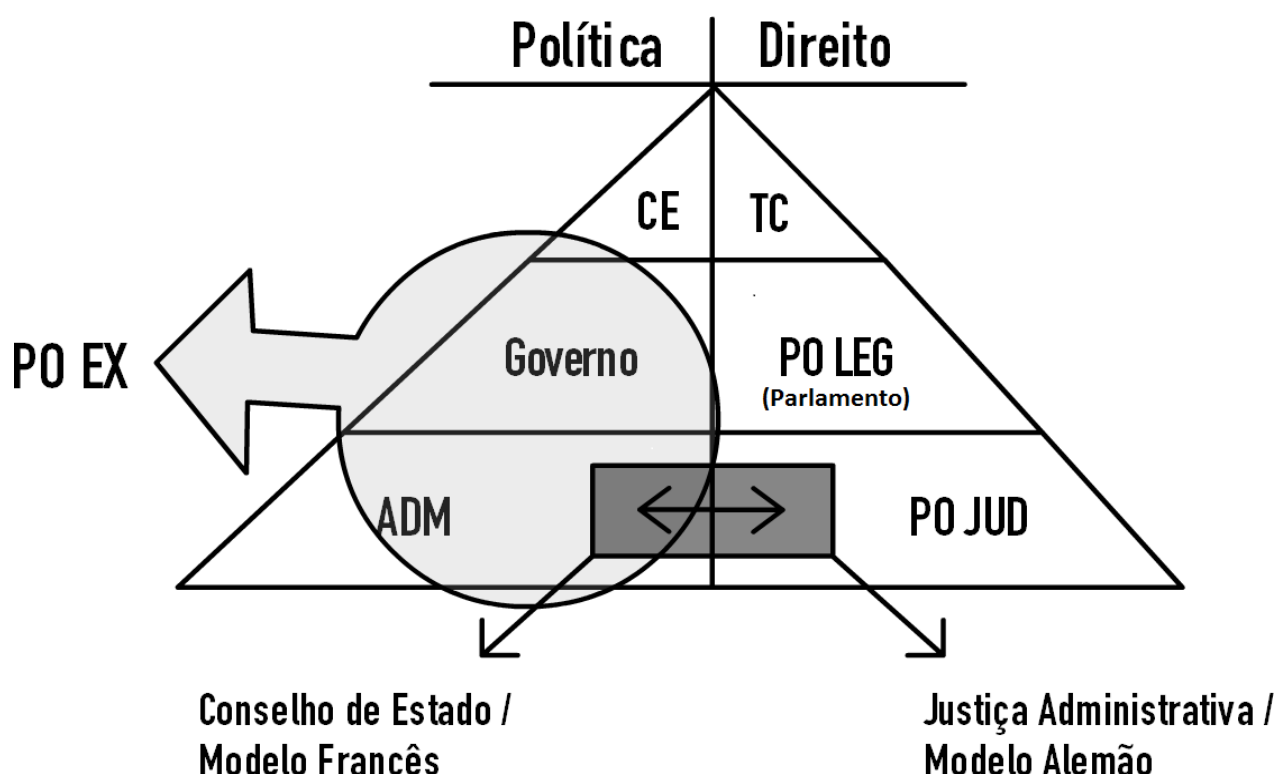 Política
Direito
CE
TC
PO EX
Governo
PO LEG
(Parlamento)
ADM
PO JUD
Conselho de Estado /
Modelo Francês
Justiça Administrativa /
Modelo Alemão